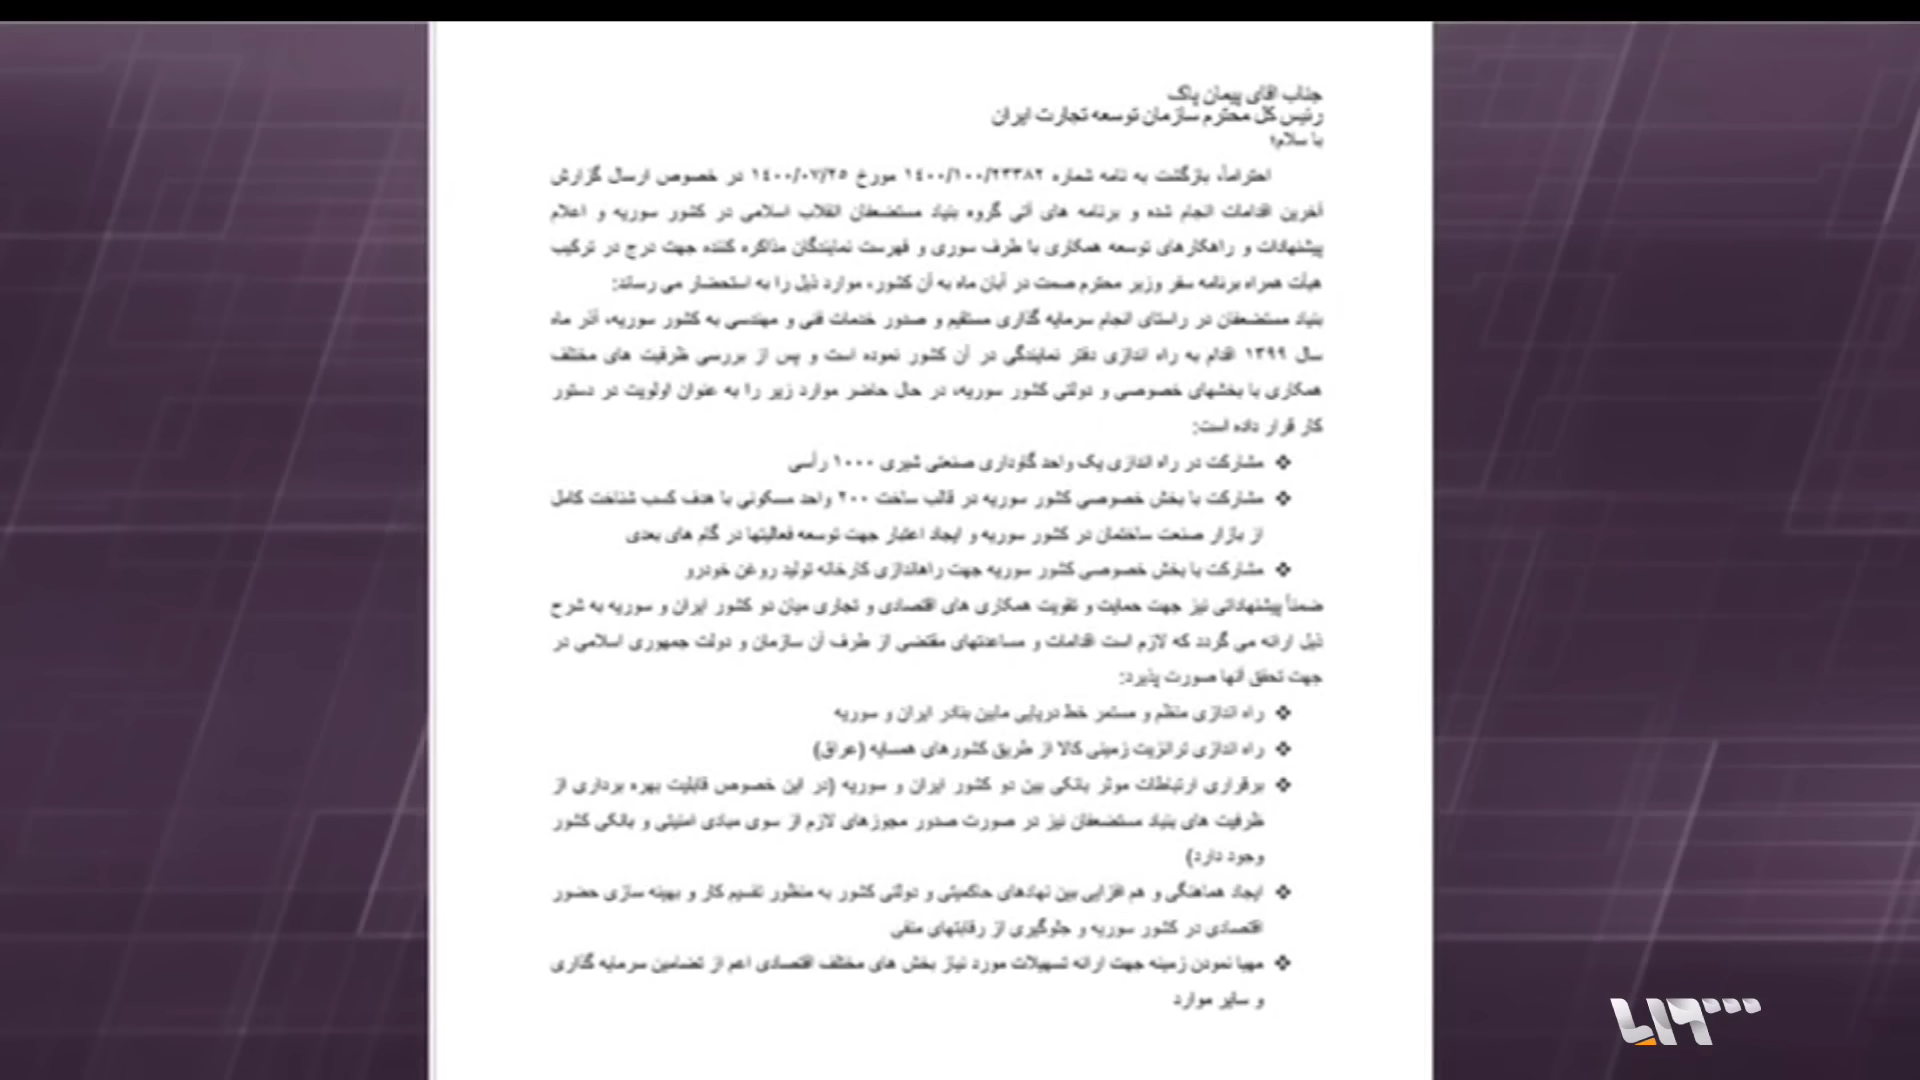 جناب آقای پیمان پاک
رئیس کل محترم سازمان توسعه تجارت ایران
با سلام؛
احتراماً، بازگشت به نامه شماره ۱۴۰۰/۱۰۰/۲۳۳۸۲ مورخ ۱۴۰۰/۰۷/۲۵ در خصوص ارسال گزارش
آخرین اقدامات انجام شده و برنامه های آتی گروه بنیاد مستضعفان انقلاب اسلامی در کشور سوریه و اعلام
پیشنهادات و راهکارهای توسعه همکاری با طرف سوری و فهرست نمایندگان مذاکره کننده جهت درج در ترکیب
هیأت همراه برنامه سفر وزیر محترم صمت در آبان ماه به آن کشور، موارد ذیل را به استحضار می رساند:
بنیاد مستضعفان در راستای انجام سرمایه گذاری مستقیم و صدور خدمات فنی و مهندسی به کشور سوریه، آذر ماه
سال ۱۳۹۹ اقدام به راه اندازی دفتر نمایندگی در آن کشور نموده است و پس از بررسی ظرفیت های مختلف
همکاری با بخشهای خصوصی و دولتی کشور سوریه، در حال حاضر موارد زیر را به عنوان اولویت در دستور
کار قرار داده است:
❖ مشارکت در راه اندازی یک واحد گاوداری صنعتی شیری ۱۰۰۰ رأسی
❖ مشارکت با بخش خصوصی کشور سوریه در قالب ساخت ۲۰۰ واحد مسکونی با هدف کسب شناخت کامل
از بازار صنعت ساختمان در کشور سوریه و ایجاد اعتبار جهت توسعه فعالیتها در گام های بعدی
❖ مشارکت با بخش خصوصی کشور سوریه جهت راهاندازی کارخانه تولید روغن خودرو
ضمناً پیشنهاداتی نیز جهت حمایت و تقویت همکاری های اقتصادی و تجاری میان دو کشور ایران و سوریه به شرح
ذیل ارائه می گردد که لازم است اقدامات و مساعدتهای مقتضی از طرف آن سازمان و دولت جمهوری اسلامی در
جهت تحقق آنها صورت پذیرد:
❖ راه اندازی منظم و مستمر خط دریایی مابین بنادر ایران و سوریه
❖ راه اندازی ترانزیت زمینی کالا از طریق کشورهای همسایه (عراق)
❖ برقراری ارتباطات موثر بانکی بین دو کشور ایران و سوریه (در این خصوص قابلیت بهره برداری از
ظرفیت های بنیاد مستضعفان نیز در صورت صدور مجوزهای لازم از سوی مبادی امنیتی و بانکی کشور
وجود دارد)
❖ ایجاد هماهنگی و هم افزایی بین نهادهای حاکمیتی و دولتی کشور به منظور تقسیم کار و بهینه سازی حضور
اقتصادی در کشور سوریه و جلوگیری از رقابتهای منفی
❖ مهیا نمودن زمینه جهت ارائه تسهیلات مورد نیاز بخش های مختلف اقتصادی اعم از تضامین سرمایه گذاری
و سایر موارد